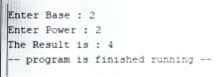 Enter Base : 2
Enter Power : 2
The Result is : 4
-- program is finished running --